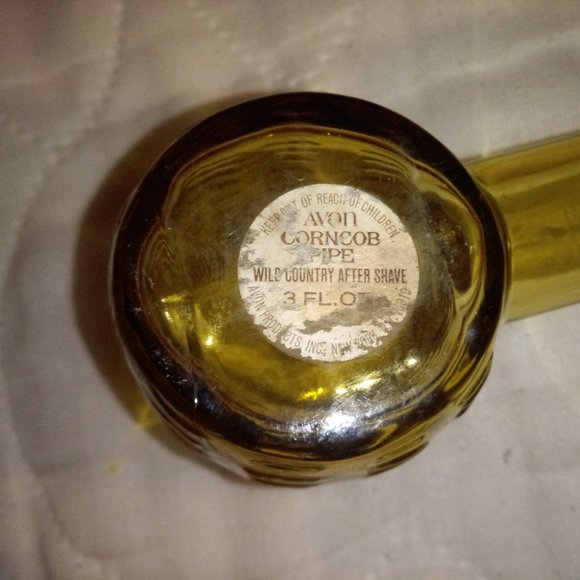 KEEP OUT OF REACH OF CHILDREN.
AVON
CORNCOB
PIPE
WILD COUNTRY AFTER SHAVE
3 FL. O
AVON PRODUCTS, INC., NEW YORK,